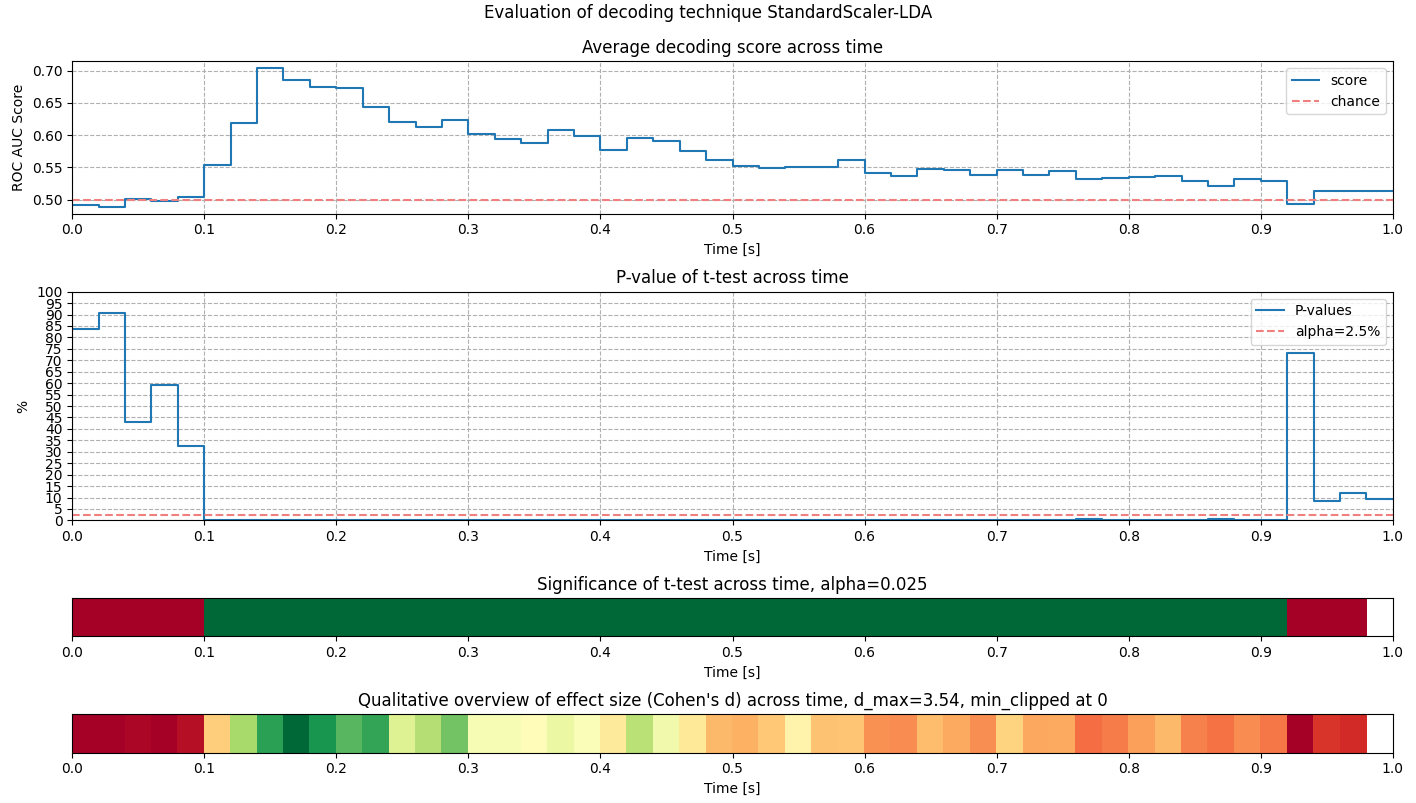 Evaluation of decoding technique StandardScaler-LDA
Average decoding score across time
ROC AUC Score
0.70
0.65
0.60
0.55
0.50
score
chance
0.0 0.1 0.2 0.3 0.4 0.5 0.6 0.7 0.8 0.9 1.0
Time [s]
P-value of t-test across time
%
100
95
90
85
80
75
70
65
60
55
50
45
40
35
30
25
20
15
10
5
0
P-values
alpha=2.5%
0.0 0.1 0.2 0.3 0.4 0.5 0.6 0.7 0.8 0.9 1.0
Time [s]
Significance of t-test across time, alpha=0.025
0.0 0.1 0.2 0.3 0.4 0.5 0.6 0.7 0.8 0.9 1.0
Time [s]
Qualitative overview of effect size (Cohen's d) across time, d_max=3.54, min_clipped at 0
0.0 0.1 0.2 0.3 0.4 0.5 0.6 0.7 0.8 0.9 1.0
Time [s]